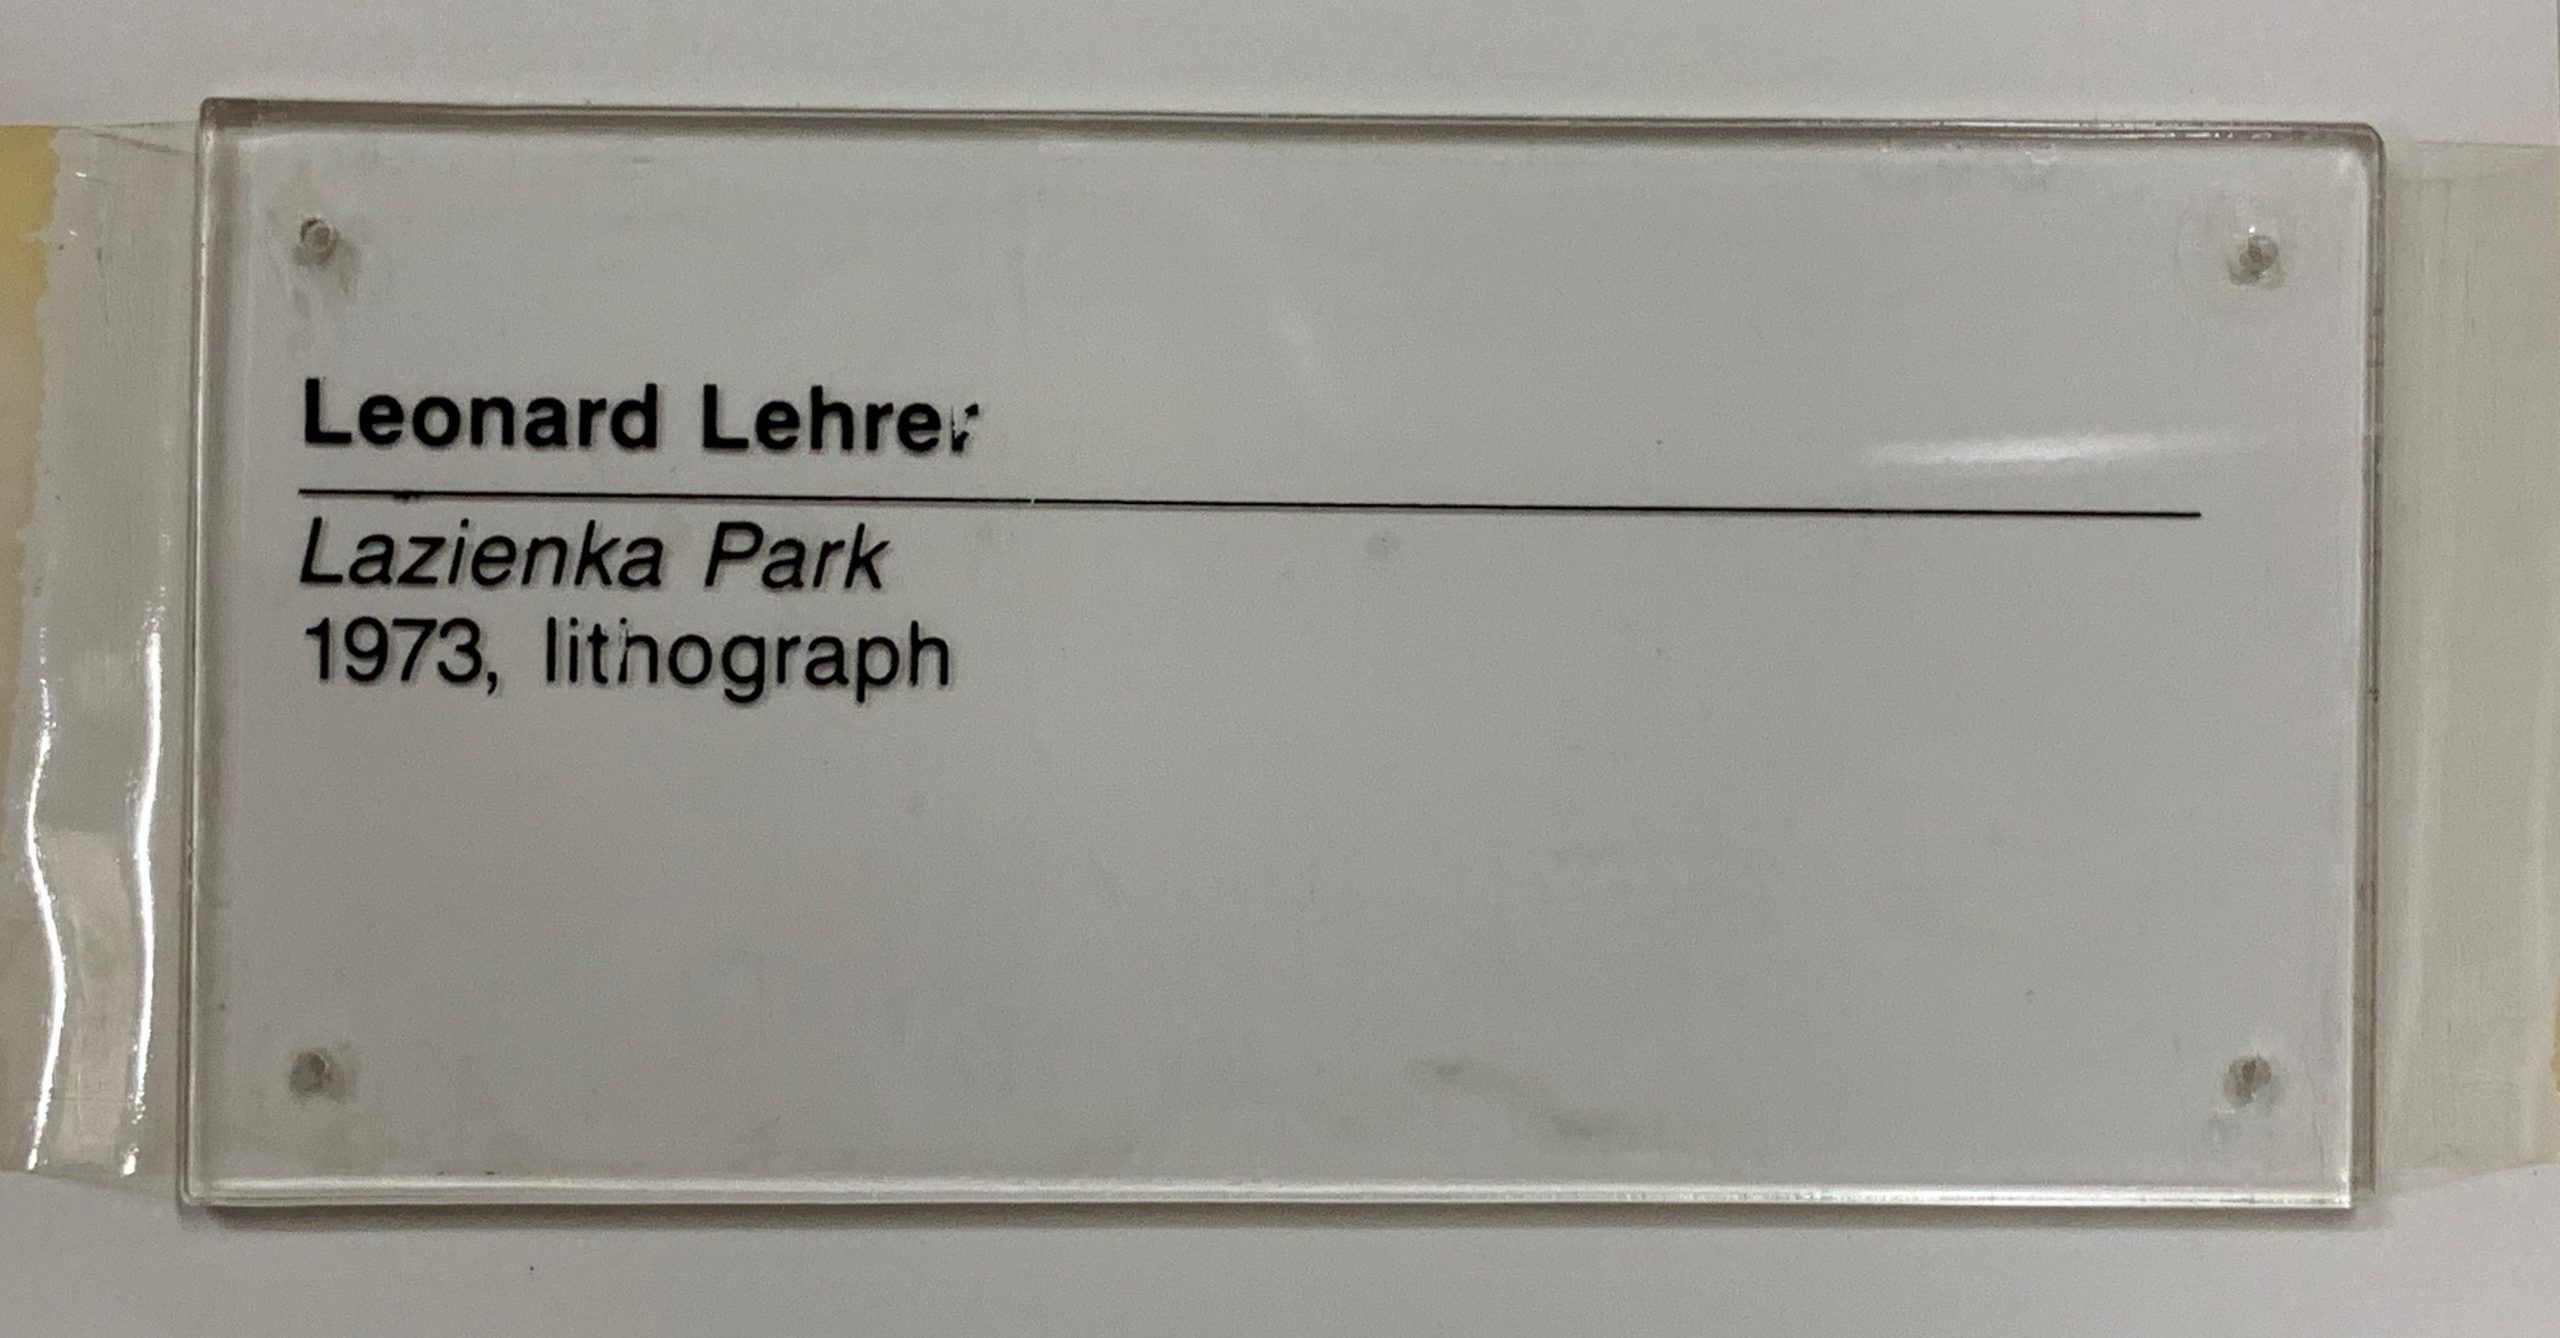 Leonard Lehrer
Lazienka Park
1973, lithograph